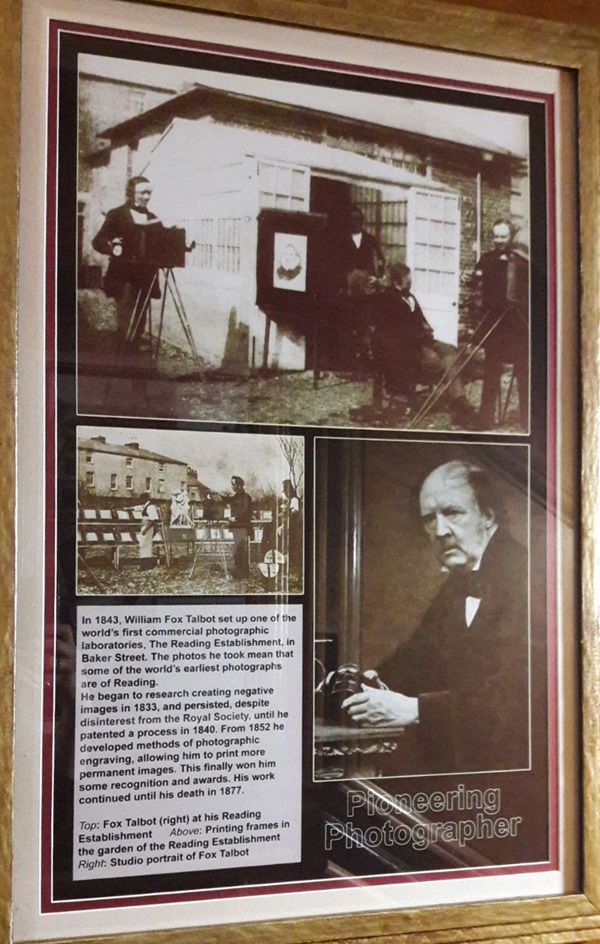 In 1843, William Fox Talbot set up one of the
world's first commercial photographic
laboratories, The Reading Establishment, in
Baker Street. The photos he took mean that
some of the world's earliest photographs
are of Reading.
He began to research creating negative
images in 1833, and persisted, despite
disinterest from the Royal Society, until he
patented a process in 1840. From 1852 he
developed methods of photographic
engraving, allowing him to print more
permanent images. This finally won him
some recognition and awards. His work
continued until his death in 1877.
Top: Fox Talbot (right) at his Reading
Establishment Above: Printing frames in
the garden of the Reading Establishment
Right: Studio portrait of Fox Talbot
Pioneering
Photographer